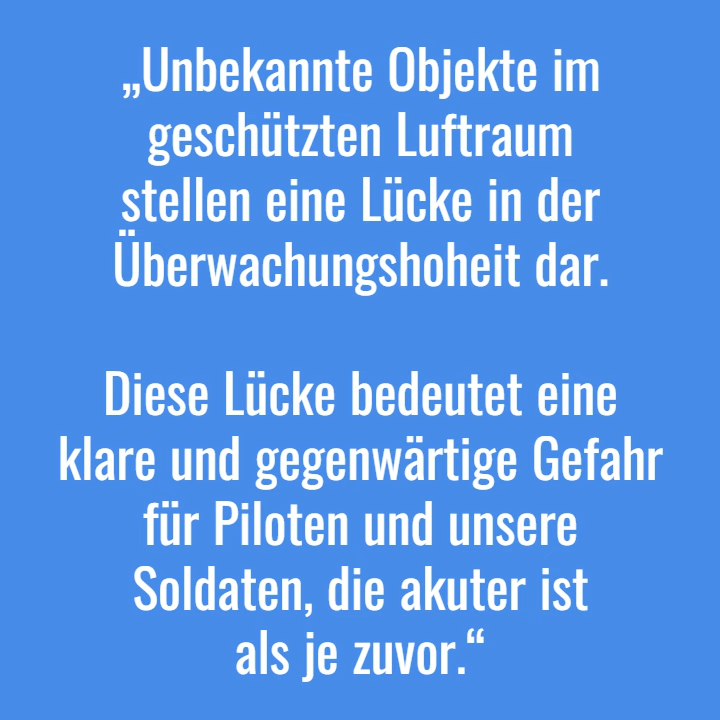 „Unbekannte Objekte im
geschützten Luftraum
stellen eine Lücke in der
Überwachungshoheit dar.
Diese Lücke bedeutet eine
klare und gegenwärtige Gefahr
für Piloten und unsere
Soldaten, die akuter ist
als je zuvor.“